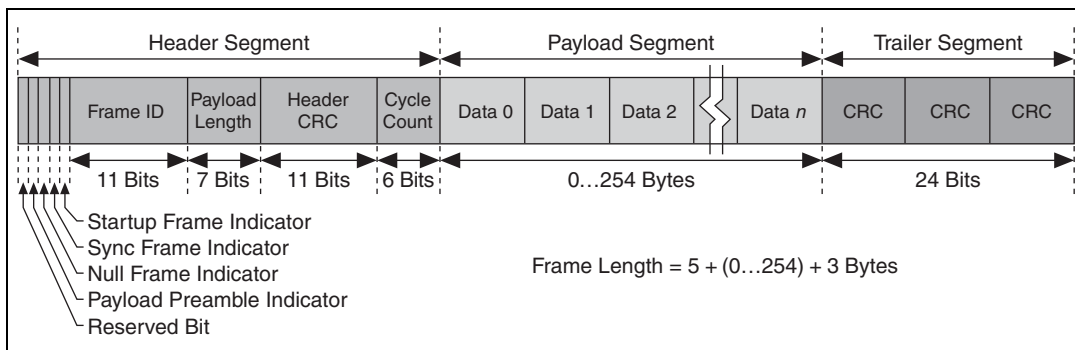 Header Segment
Payload Segment
Trailer Segment
Frame ID
Payload
Length
Header
CRC
Cycle
Count
Data 0
Data 1
Data 2
Data n
CRC
CRC
CRC
11 Bits
7 Bits
11 Bits
6 Bits
0...254 Bytes
24 Bits
Startup Frame Indicator
Sync Frame Indicator
Null Frame Indicator
Payload Preamble Indicator
Reserved Bit
Frame Length = 5 + (0...254) + 3 Bytes